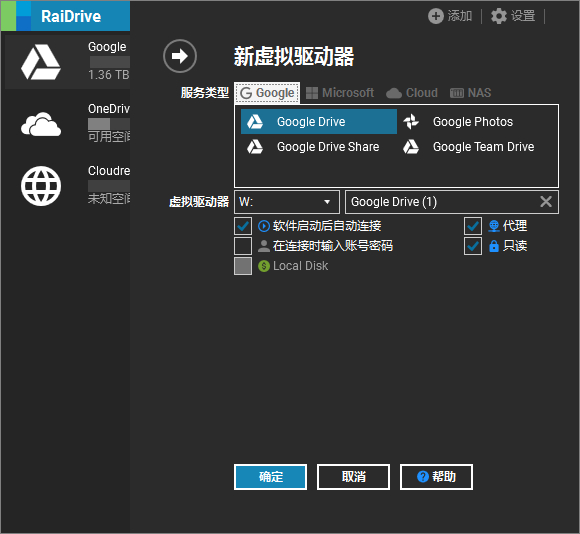 RaiDrive
添加
设置
Google
1.36 TB
OneDriv
可用空间
Cloudre
未知空间
新虚拟驱动器
服务类型
Google Microsoft Cloud NAS
Google Drive Google Photos
Google Drive Share Google Team Drive
虚拟驱动器 W: Google Drive (1)
软件启动后自动连接 代理
在连接时输入账号密码 只读
Local Disk
确定 取消 帮助